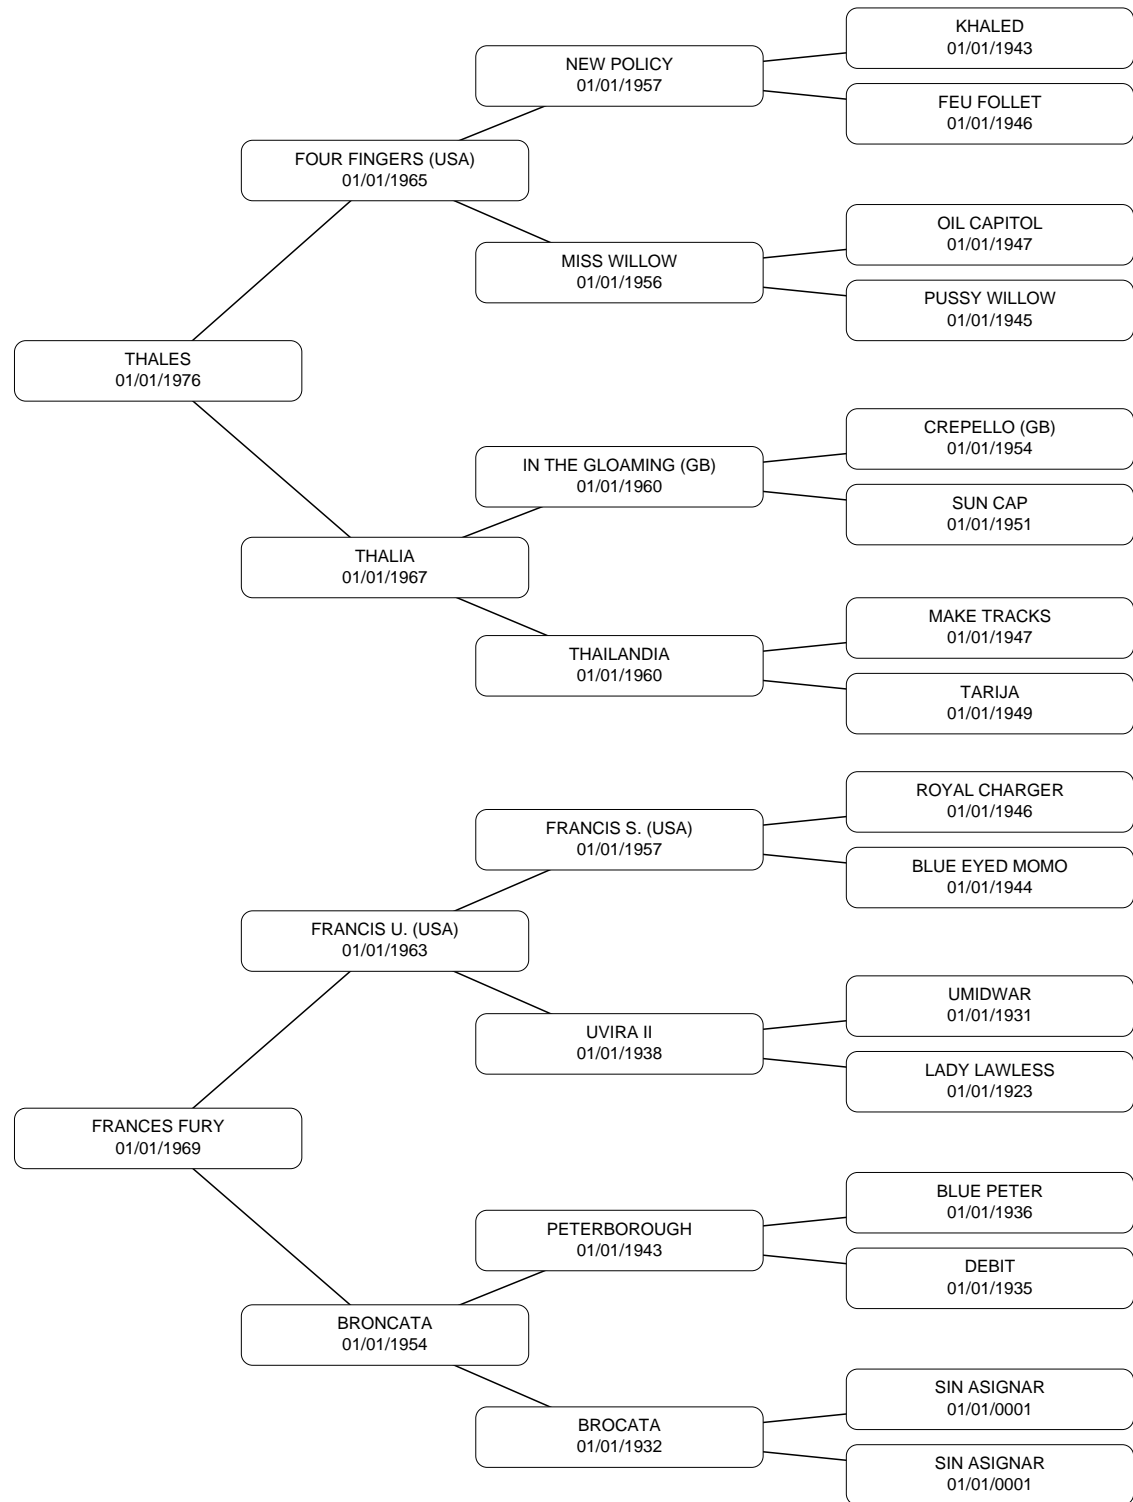 KHALED
01/01/1943
NEW POLICY
01/01/1957
FEU FOLLET
01/01/1946
FOUR FINGERS (USA)
01/01/1965
OIL CAPITOL
01/01/1947
MISS WILLOW
01/01/1956
PUSSY WILLOW
01/01/1945
THALES
01/01/1976
CREPELLO (GB)
01/01/1954
IN THE GLOAMING (GB)
01/01/1960
SUN CAP
01/01/1951
THALIA
01/01/1967
MAKE TRACKS
01/01/1947
THAILANDIA
01/01/1960
TARIJA
01/01/1949
ROYAL CHARGER
01/01/1946
FRANCIS S. (USA)
01/01/1957
BLUE EYED MOMO
01/01/1944
FRANCIS U. (USA)
01/01/1963
UMIDWAR
01/01/1931
UVIRA II
01/01/1938
LADY LAWLESS
01/01/1923
FRANCES FURY
01/01/1969
BLUE PETER
01/01/1936
PETERBOROUGH
01/01/1943
DEBIT
01/01/1935
BRONCATA
01/01/1954
SIN ASIGNAR
01/01/0001
BROCATA
01/01/1932
SIN ASIGNAR
01/01/0001